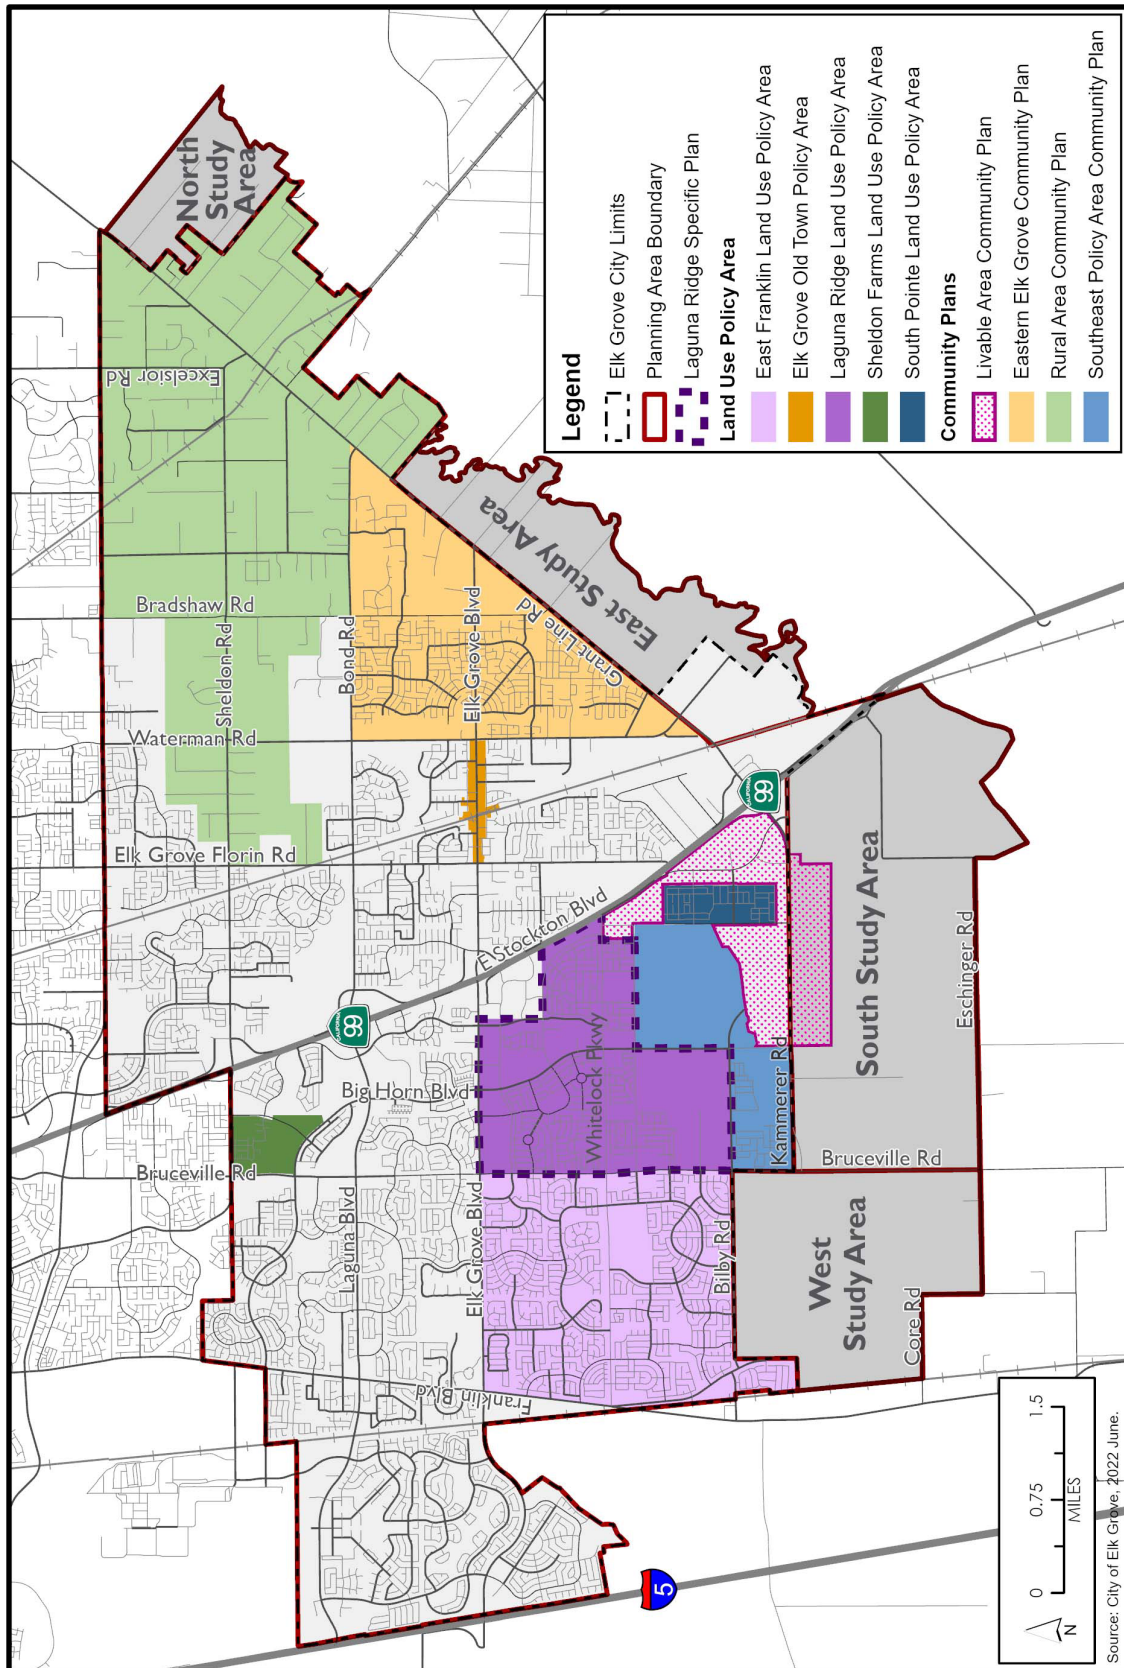 North
Study
Area
Excelsior Rd
Bradshaw Rd
Sheldon Rd
Bond Rd
Waterman Rd
Elk Grove Blvd
Grant Line Rd
East Study Area
Elk Grove Florin Rd
E Stockton Blvd
CALIFORNIA
99
CALIFORNIA
99
Big Horn Blvd
Whitelock Pkwy
Bruceville Rd
Laguna Blvd
Elk Grove Blvd
Franklin Blvd
Bilby Rd
Kammerer Rd
Bruceville Rd
South Study Area
Eschinger Rd
West
Study Area
Core Rd
5
Legend
Elk Grove City Limits
Planning Area Boundary
Laguna Ridge Specific Plan
Land Use Policy Area
East Franklin Land Use Policy Area
Elk Grove Old Town Policy Area
Laguna Ridge Land Use Policy Area
Sheldon Farms Land Use Policy Area
South Pointe Land Use Policy Area
Community Plans
Livable Area Community Plan
Eastern Elk Grove Community Plan
Rural Area Community Plan
Southeast Policy Area Community Plan
N
0 0.75 1.5
MILES
Source: City of Elk Grove, 2022 June.